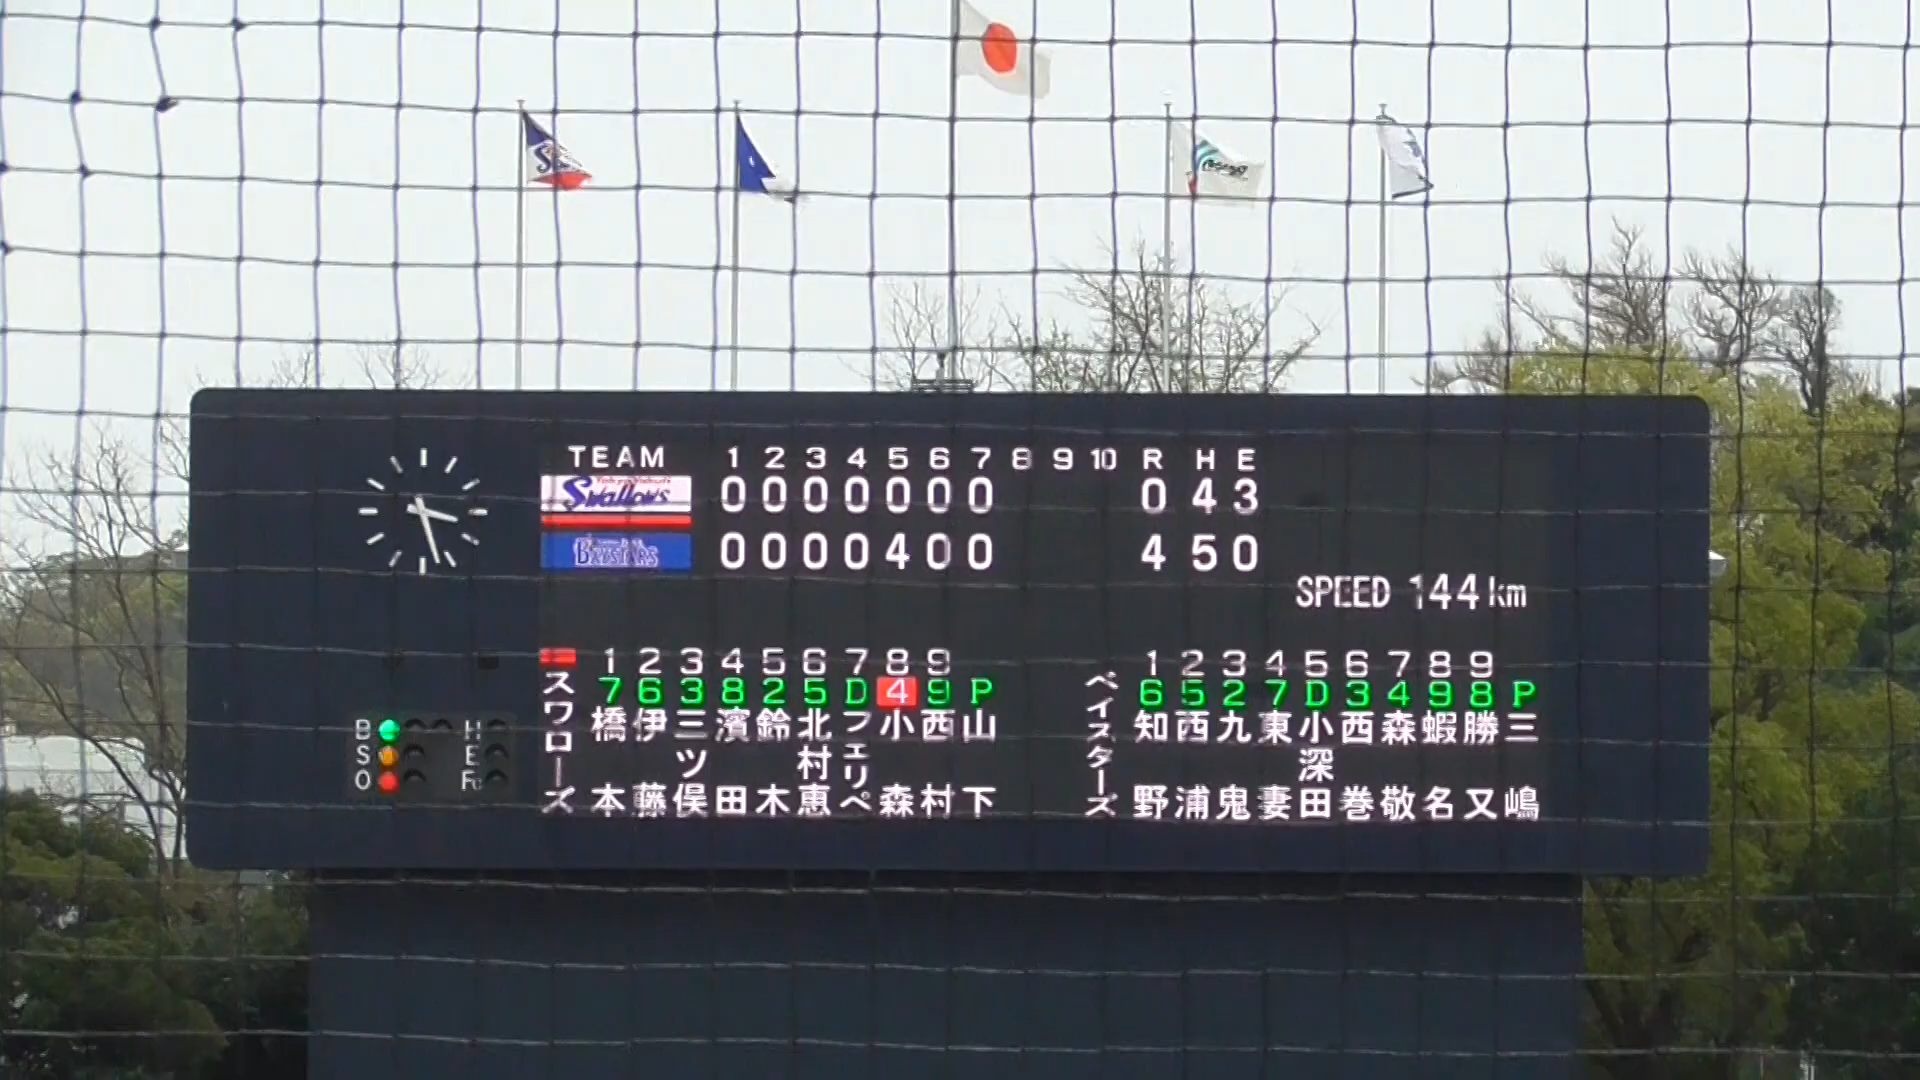 TEAM 1 2 3 4 5 6 7 8 9 10 R H E
Swallows 0 0 0 0 0 0 0 0 4 3
BAYSTARS 0 0 0 0 4 0 0 4 5 0
SPEED 144km
1 2 3 4 5 6 7 8 9
7 6 3 8 2 5 D 4 9 P
スワローズ
橋本
伊藤
三ツ俣
濱田
鈴木
北村恵
フェリペ
小森
西村
山下
1 2 3 4 5 6 7 8 9
6 5 2 7 D 3 4 9 8 P
ベイスターズ
知野
西浦
九鬼
東妻
小深田
西巻
森敬
蝦名
勝又
三嶋
B H
S E
O Fc